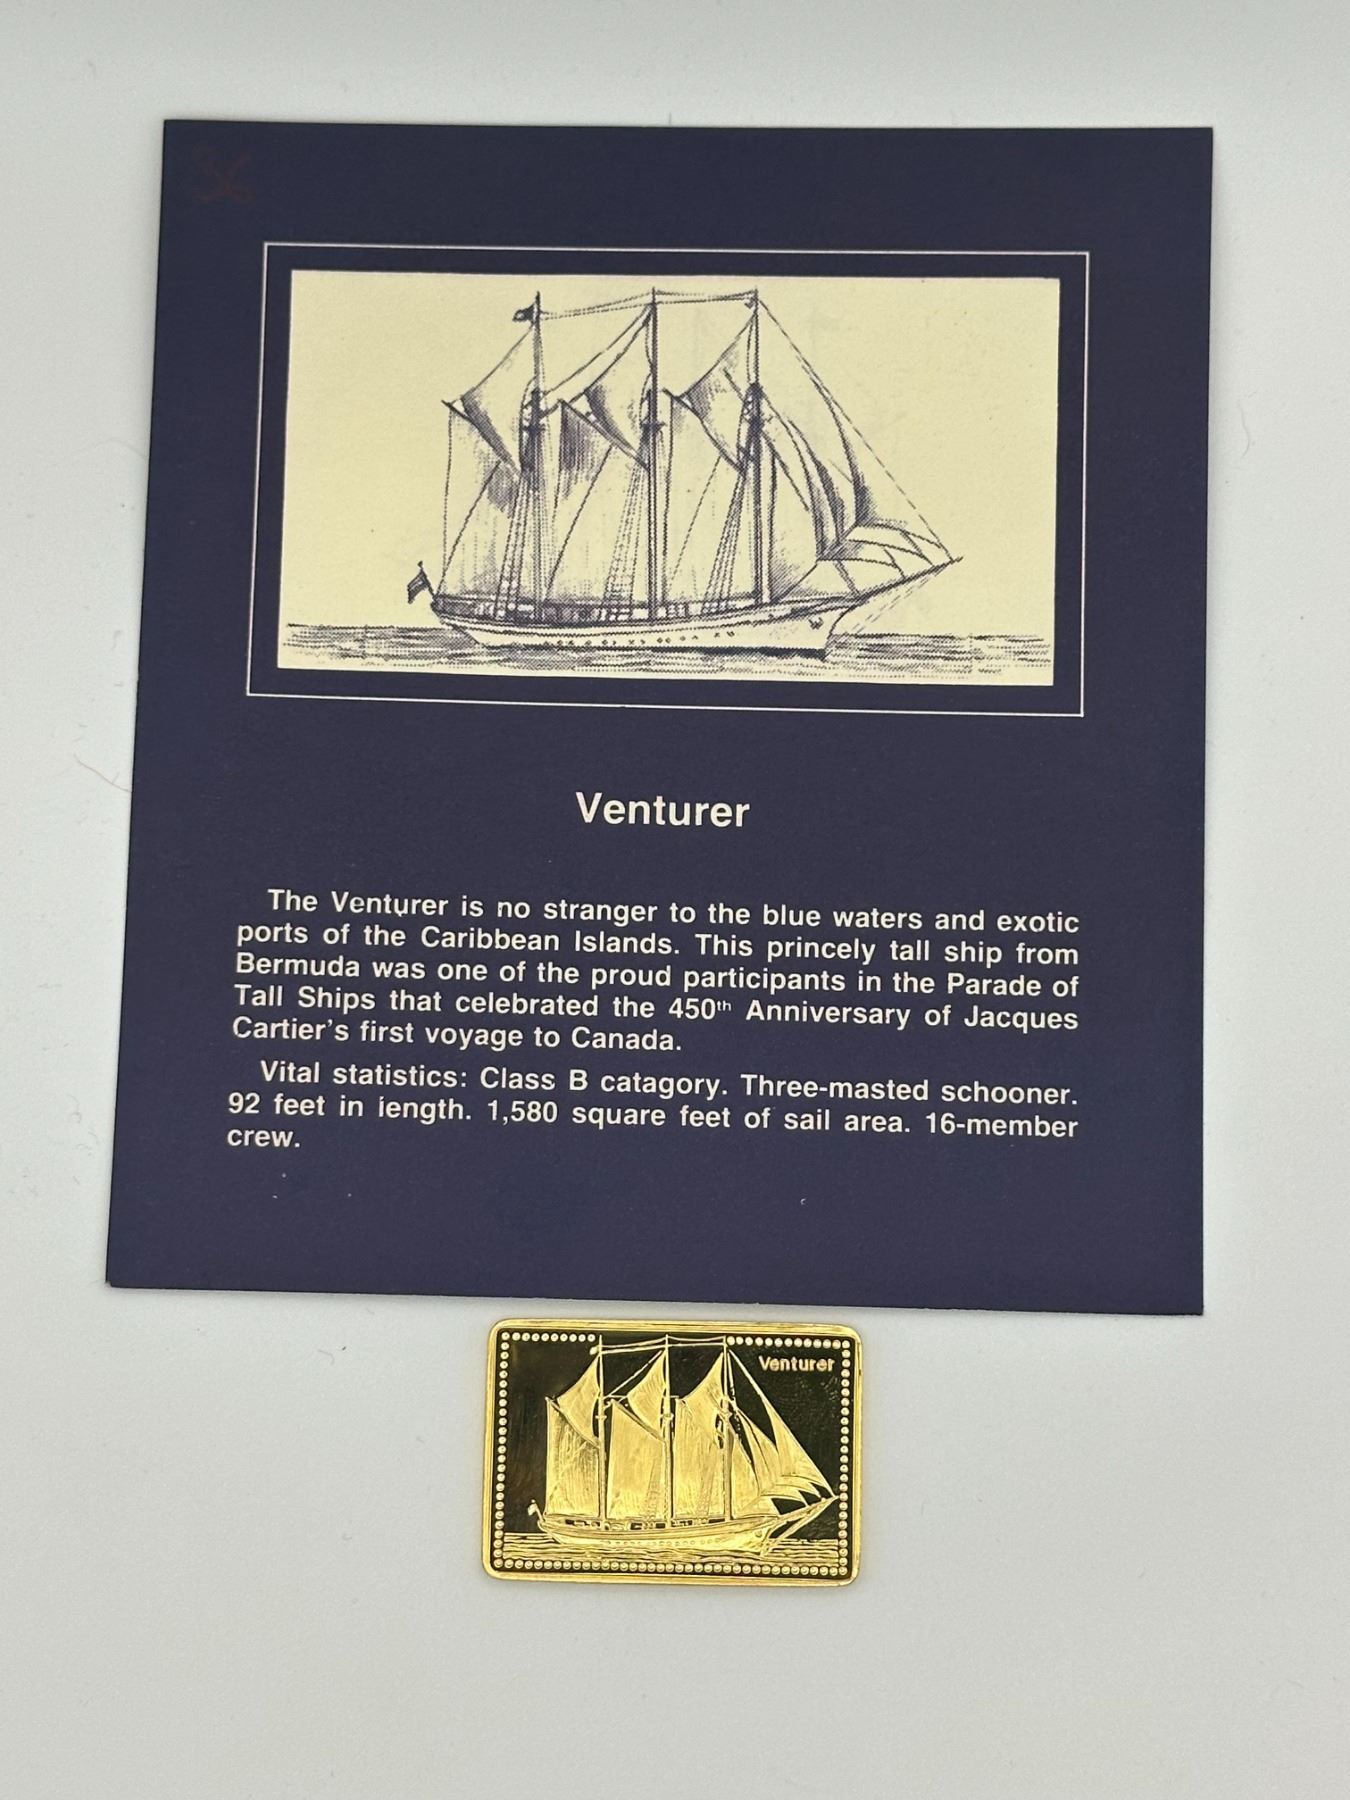 36
Venturer
The Venturer is no stranger to the blue waters and exotic
ports of the Caribbean Islands. This princely tall ship from
Bermuda was one of the proud participants in the Parade of
Tall Ships that celebrated the 450th Anniversary of Jacques
Cartier's first voyage to Canada.
Vital statistics: Class B catagory. Three-masted schooner.
92 feet in length. 1,580 square feet of sail area. 16-member
crew.
Venturer